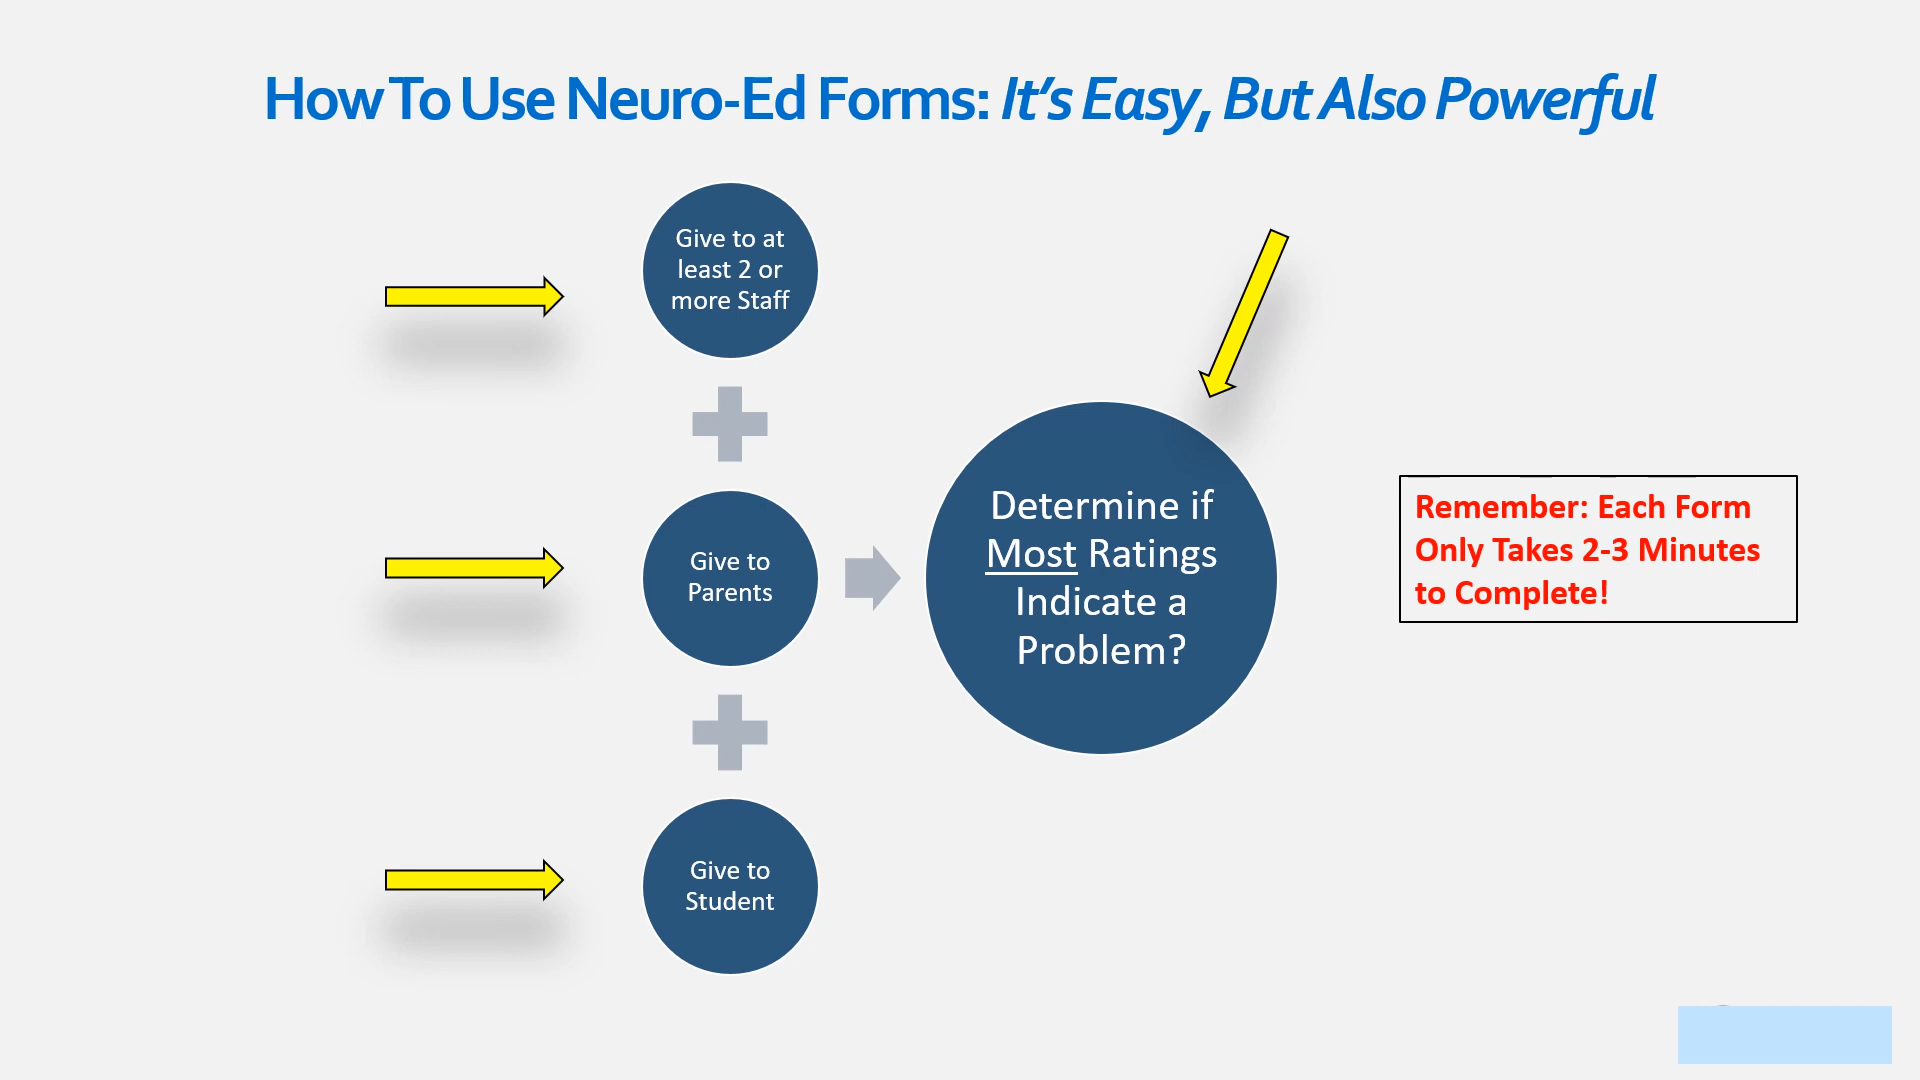 How To Use Neuro-Ed Forms: It's Easy, But Also Powerful
Give to at
least 2 or
more Staff
Give to
Parents
Give to
Student
Determine if
Most Ratings
Indicate a
Problem?
Remember: Each Form
Only Takes 2-3 Minutes
to Complete!